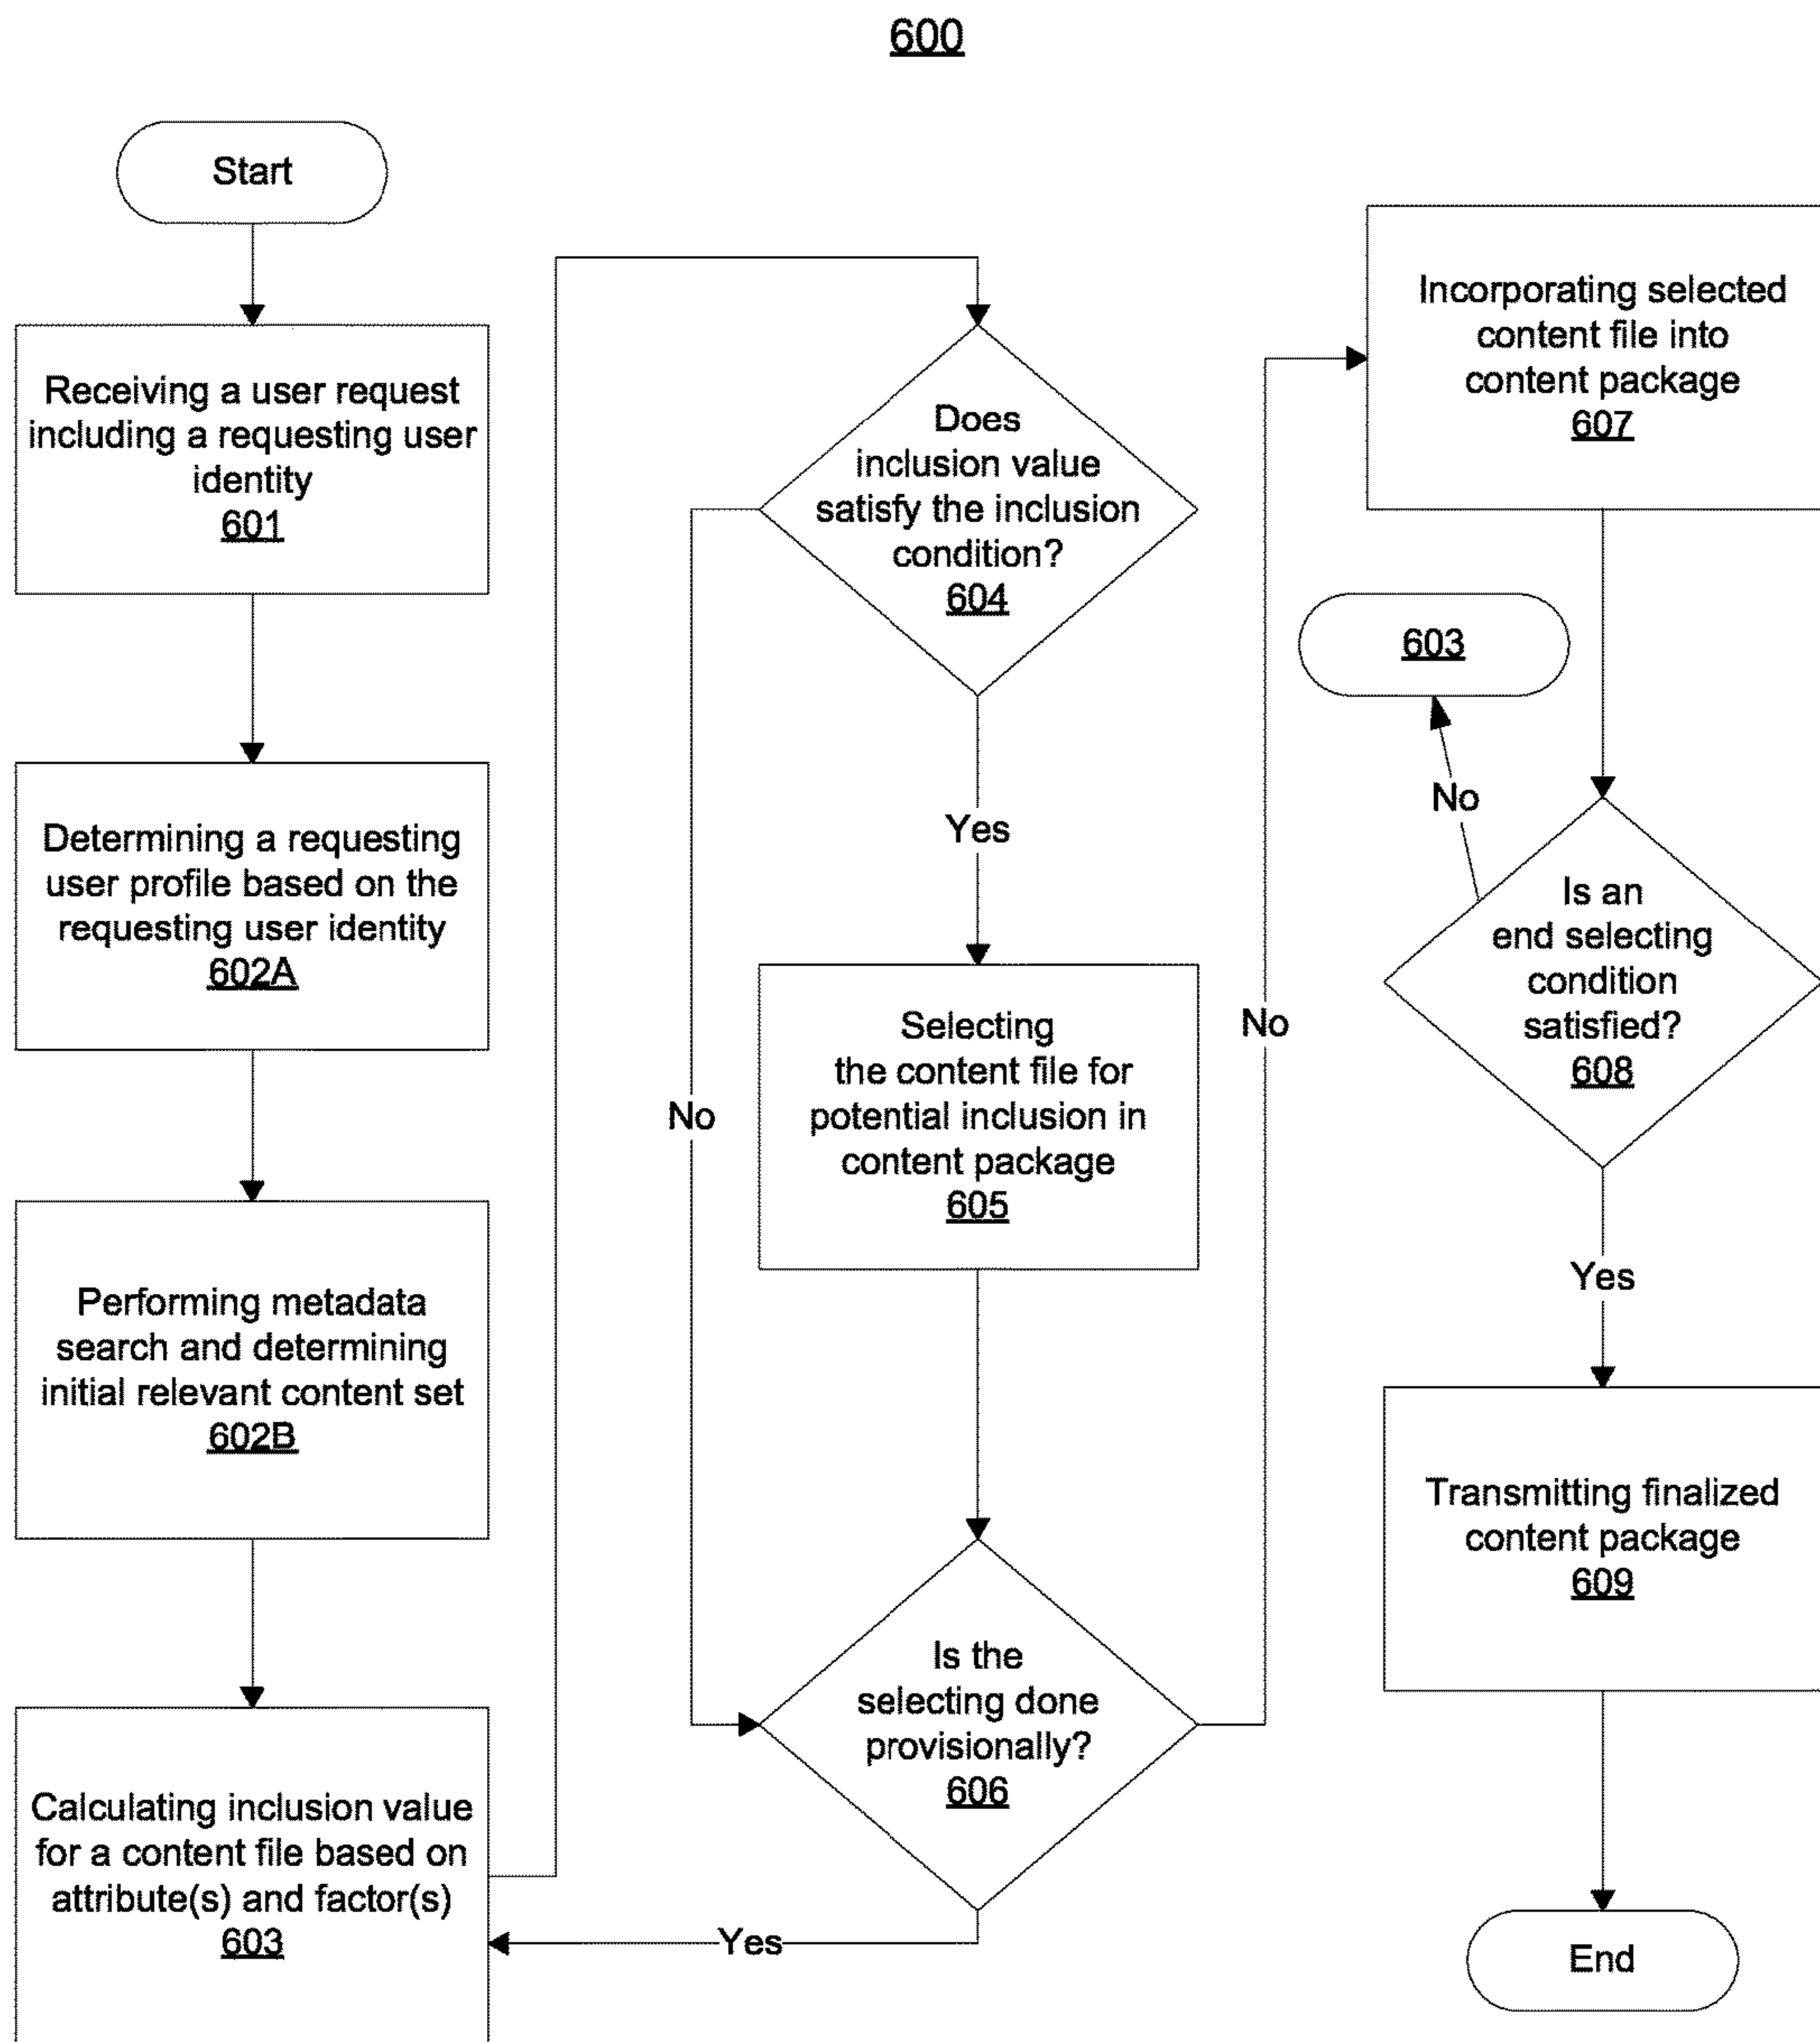 600
Start
Receiving a user request
including a requesting user
identity
601
Determining a requesting
user profile based on the
requesting user identity
602A
Performing metadata
search and determining
initial relevant content set
602B
Calculating inclusion value
for a content file based on
attribute(s) and factor(s)
603
Does
inclusion value
satisfy the inclusion
condition?
604
Yes
No
Selecting
the content file for
potential inclusion in
content package
605
Is the
selecting done
provisionally?
606
Yes
No
Incorporating selected
content file into
content package
607
603
No
Is an
end selecting
condition
satisfied?
608
Yes
Transmitting finalized
content package
609
End